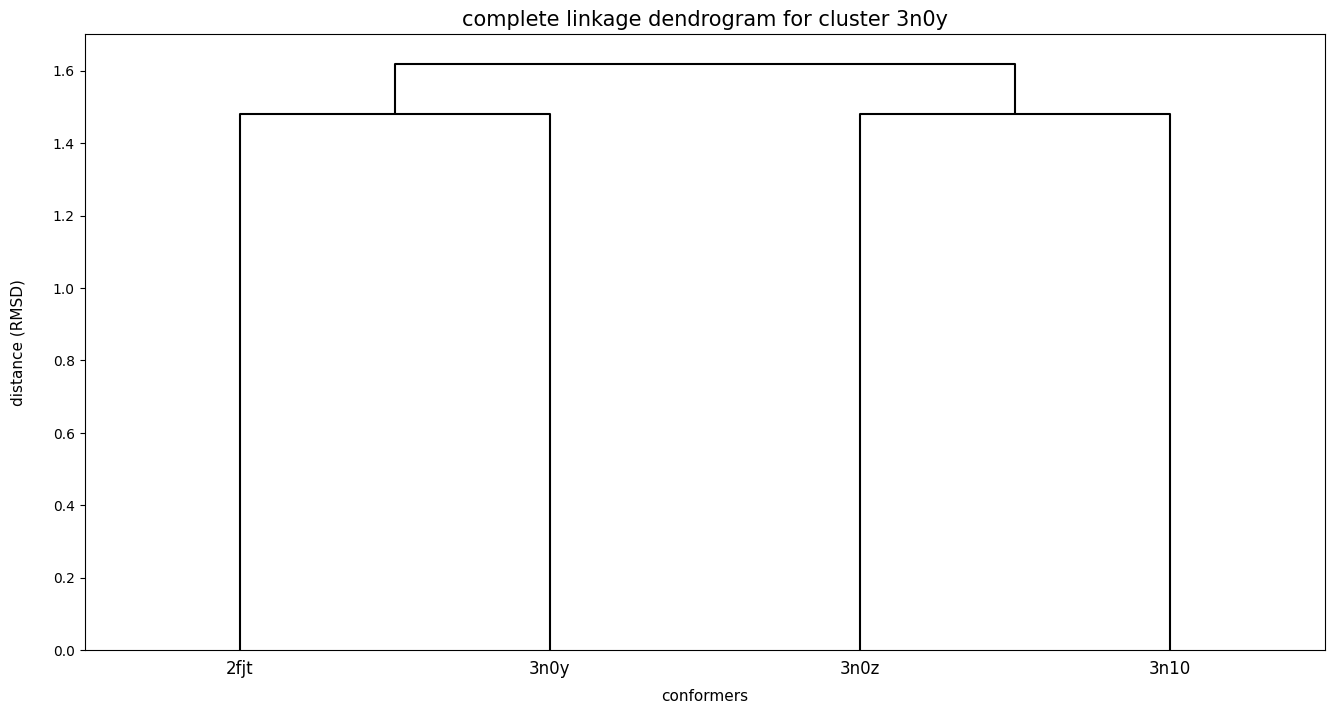 complete linkage dendrogram for cluster 3n0y
1.6
1.4
1.2
1.0
0.8
0.6
0.4
0.2
0.0
distance (RMSD)
2fjt 3n0y 3n0z 3n10
conformers